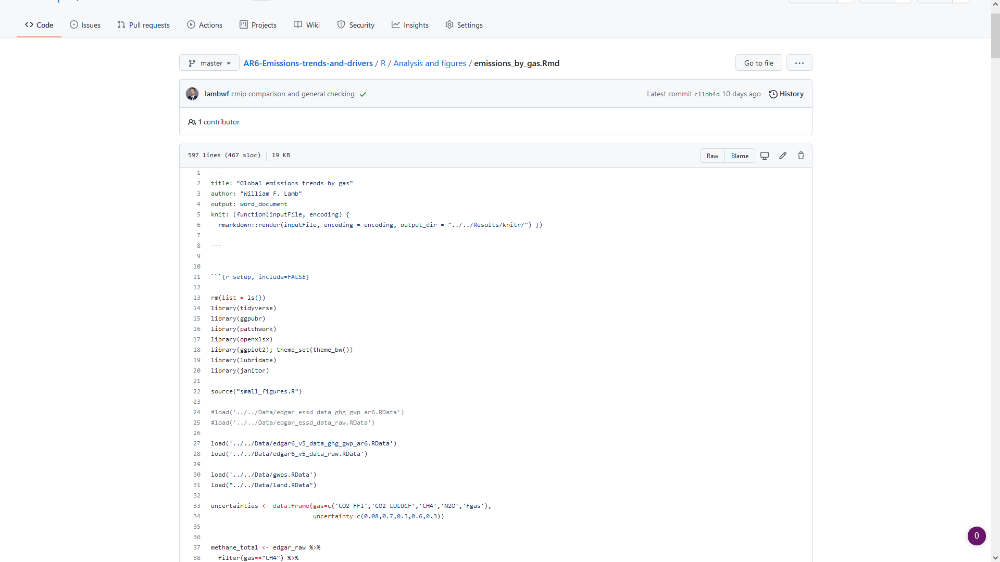 Code Issues Pull requests Actions Projects Wiki Security Insights Settings
master AR6-Emissions-trends-and-drivers / R / Analysis and figures / emissions_by_gas.Rmd Go to file ...
lambwf cmip comparison and general checking Latest commit c11bb4d 10 days ago History
1 contributor
597 lines (467 sloc) 19 KB Raw Blame
1 ---
2 title: "Global emissions trends by gas"
3 author: "William F. Lamb"
4 output: word_document
5 knit: (function(inputFile, encoding) {
6 rmarkdown::render(inputFile, encoding = encoding, output_dir = "../../Results/knitr/") })
7
8 ---
9
10
11 ```{r setup, include=FALSE}
12
13 rm(list = ls())
14 library(tidyverse)
15 library(ggpubr)
16 library(patchwork)
17 library(openxlsx)
18 library(ggplot2); theme_set(theme_bw())
19 library(lubridate)
20 library(janitor)
21
22 source("small_figures.R")
23
24 #load('../../Data/edgar_essd_data_ghg_gwp_ar6.RData')
25 #load('../../Data/edgar_essd_data_raw.RData')
26
27 load('../../Data/edgar6_v5_data_ghg_gwp_ar6.RData')
28 load('../../Data/edgar6_v5_data_raw.RData')
29
30 load('../../Data/gwps.RData')
31 load("../../Data/land.RData")
32
33 uncertainties <- data.frame(gas=c('CO2 FFI','CO2 LULUCF','CH4','N2O','Fgas'),
34 uncertainty=c(0.08,0.7,0.3,0.6,0.3))
35
36
37 methane_total <- edgar_raw %>%
38 filter(gas=="CH4") %>%
0